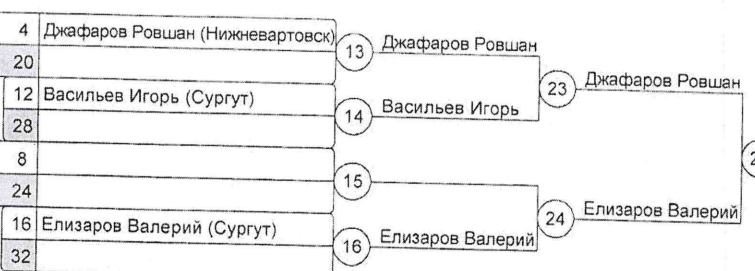 4 Джафаров Ровшан (Нижневартовск)
20
13 Джафаров Ровшан
12 Васильев Игорь (Сургут)
28
14 Васильев Игорь
23 Джафаров Ровшан
8
24
15
16 Елизаров Валерий (Сургут)
32
16 Елизаров Валерий
24 Елизаров Валерий